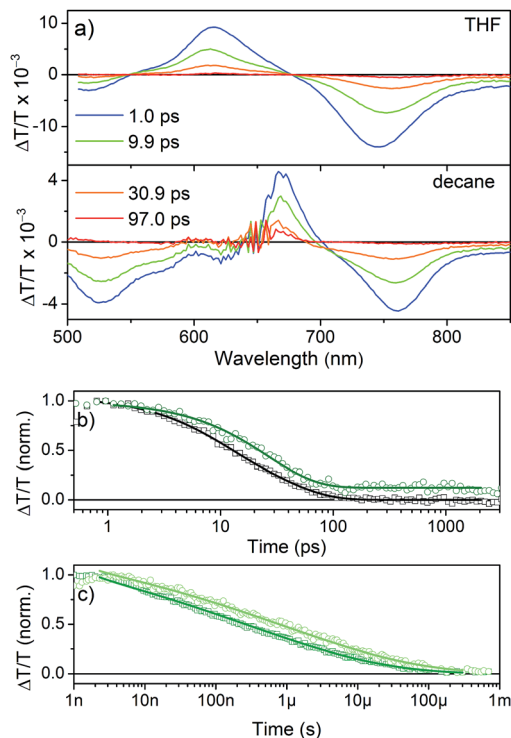 a)
THF
ΔT/T x 10⁻³
10
0
-10
1.0 ps
9.9 ps
decane
ΔT/T x 10⁻³
4
2
0
-4
30.9 ps
97.0 ps
500 600 700 800
Wavelength (nm)
b)
ΔT/T (norm.)
1.0
0.5
0.0
1 10 100 1000
Time (ps)
c)
ΔT/T (norm.)
1.0
0.5
0.0
1n 10n 100n 1µ 10µ 100µ 1m
Time (s)